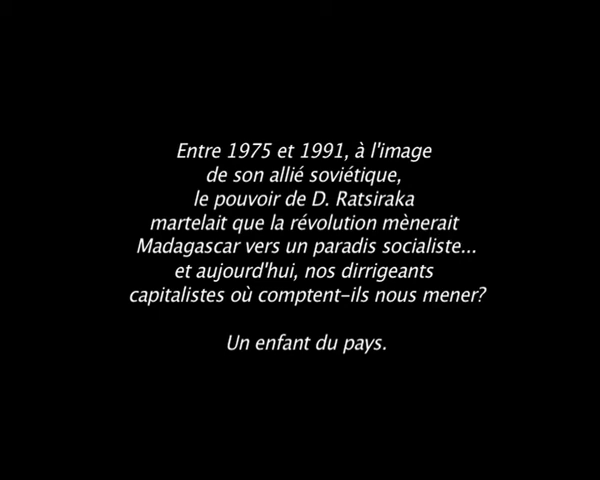 Entre 1975 et 1991, à l'image
de son allié soviétique,
le pouvoir de D. Ratsiraka
martelait que la révolution mènerait
Madagascar vers un paradis socialiste...
et aujourd'hui, nos dirrigeants
capitalistes où comptent-ils nous mener?
Un enfant du pays.